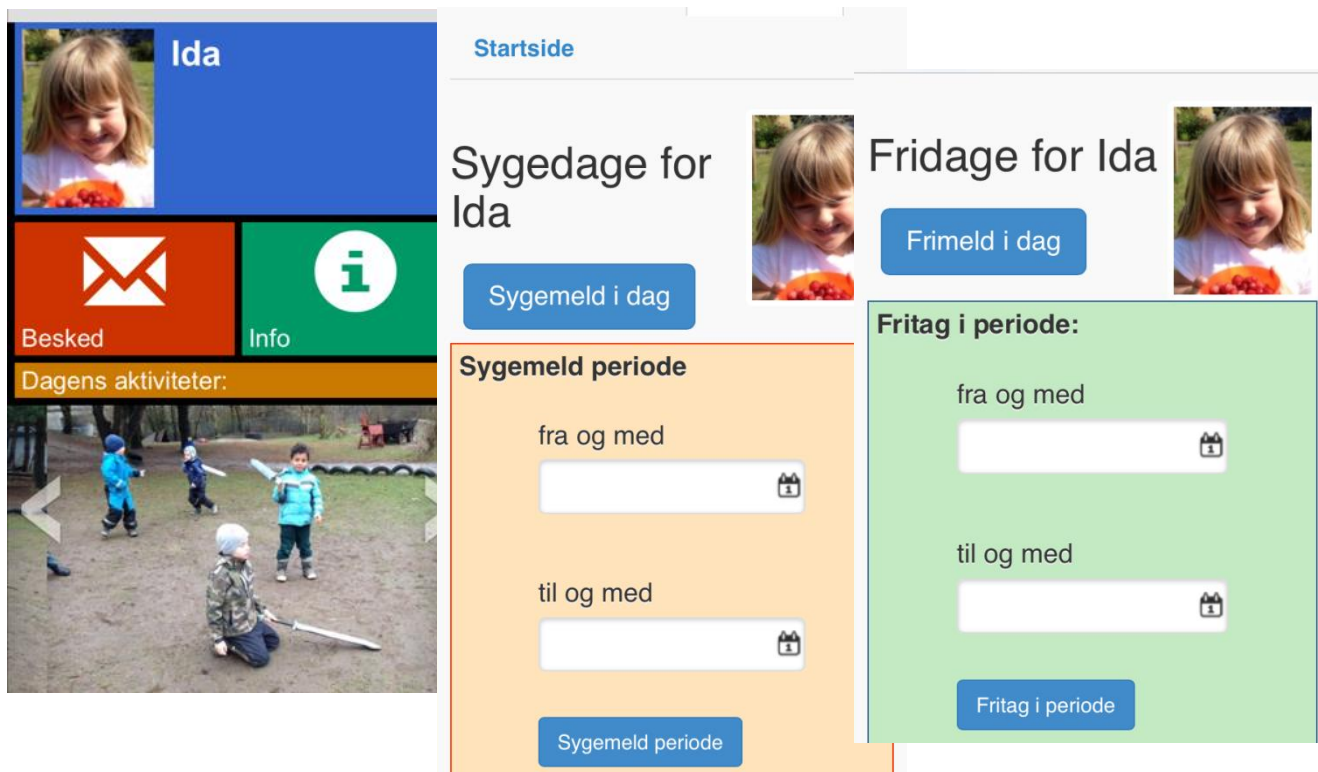 Ida
Besked
Info
Dagens aktiviteter:
Startside
Sygedage for
Ida
Sygemeld i dag
Sygemeld periode
fra og med
til og med
Sygemeld periode
Fridage for Ida
Frimeld i dag
Fritag i periode:
fra og med
til og med
Fritag i periode